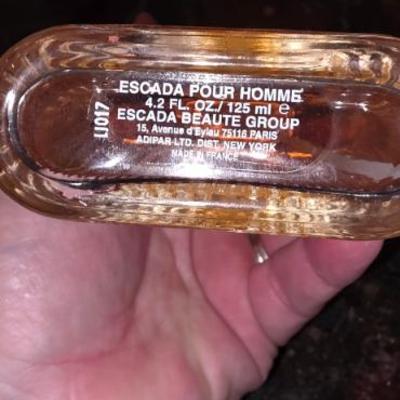 ESCADA POUR HOMME
4.2 FL. OZ./ 125 ml e
ESCADA BEAUTE GROUP
15, Avenue d'Eylau 75116 PARIS
ADIPAR LTD. DIST. NEW YORK
MADE IN FRANCE
IJ017